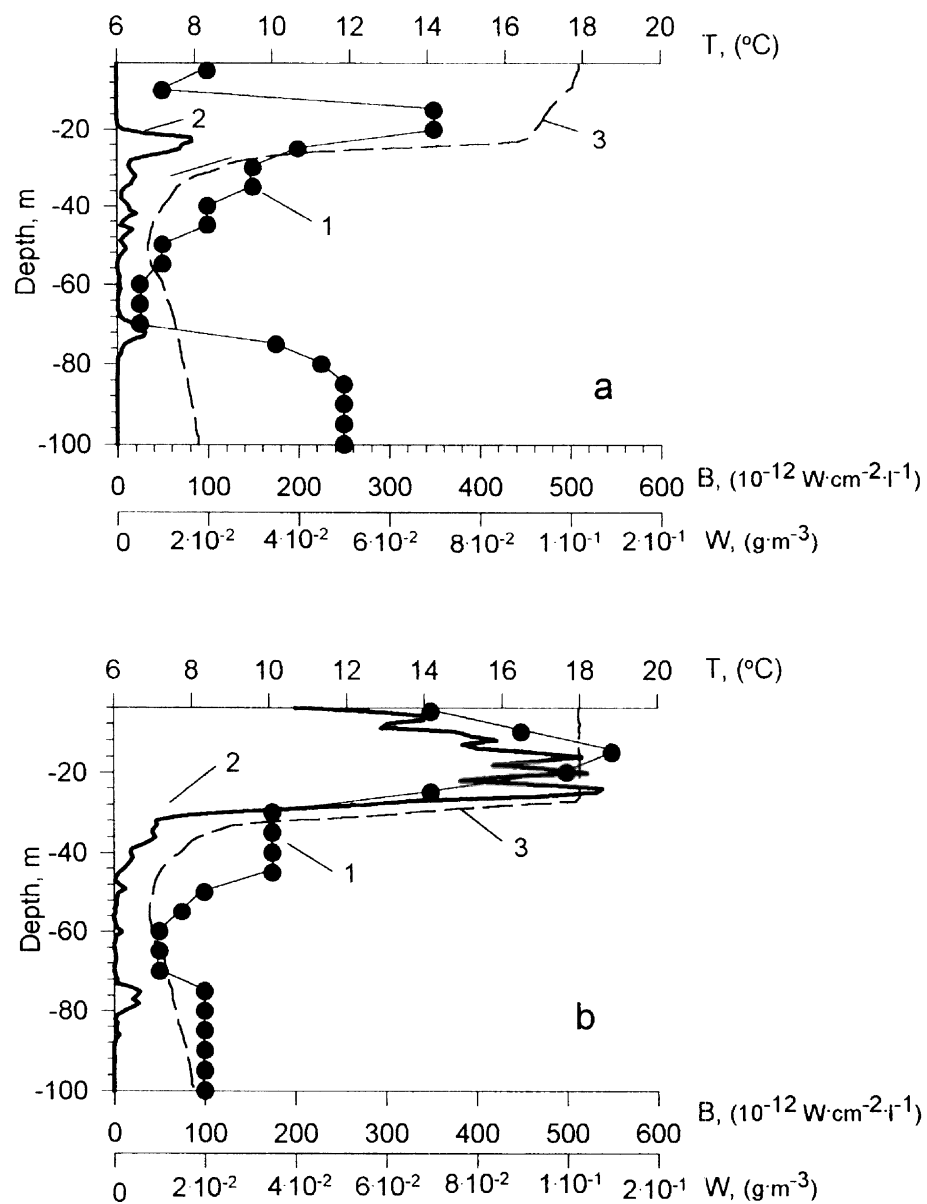 6 8 10 12 14 16 18 20 T, (°C)
2
3
-20
-40
1
-60
-80
a
-100
Depth, m
0 100 200 300 400 500 600 B, (10⁻¹² W·cm⁻²·l⁻¹)
0 2·10⁻² 4·10⁻² 6·10⁻² 8·10⁻² 1·10⁻¹ 2·10⁻¹ W, (g·m⁻³)
6 8 10 12 14 16 18 20 T, (°C)
2
-20
3
-40
1
-60
-80
b
-100
Depth, m
0 100 200 300 400 500 600 B, (10⁻¹² W·cm⁻²·l⁻¹)
0 2·10⁻² 4·10⁻² 6·10⁻² 8·10⁻² 1·10⁻¹ 2·10⁻¹ W, (g·m⁻³)